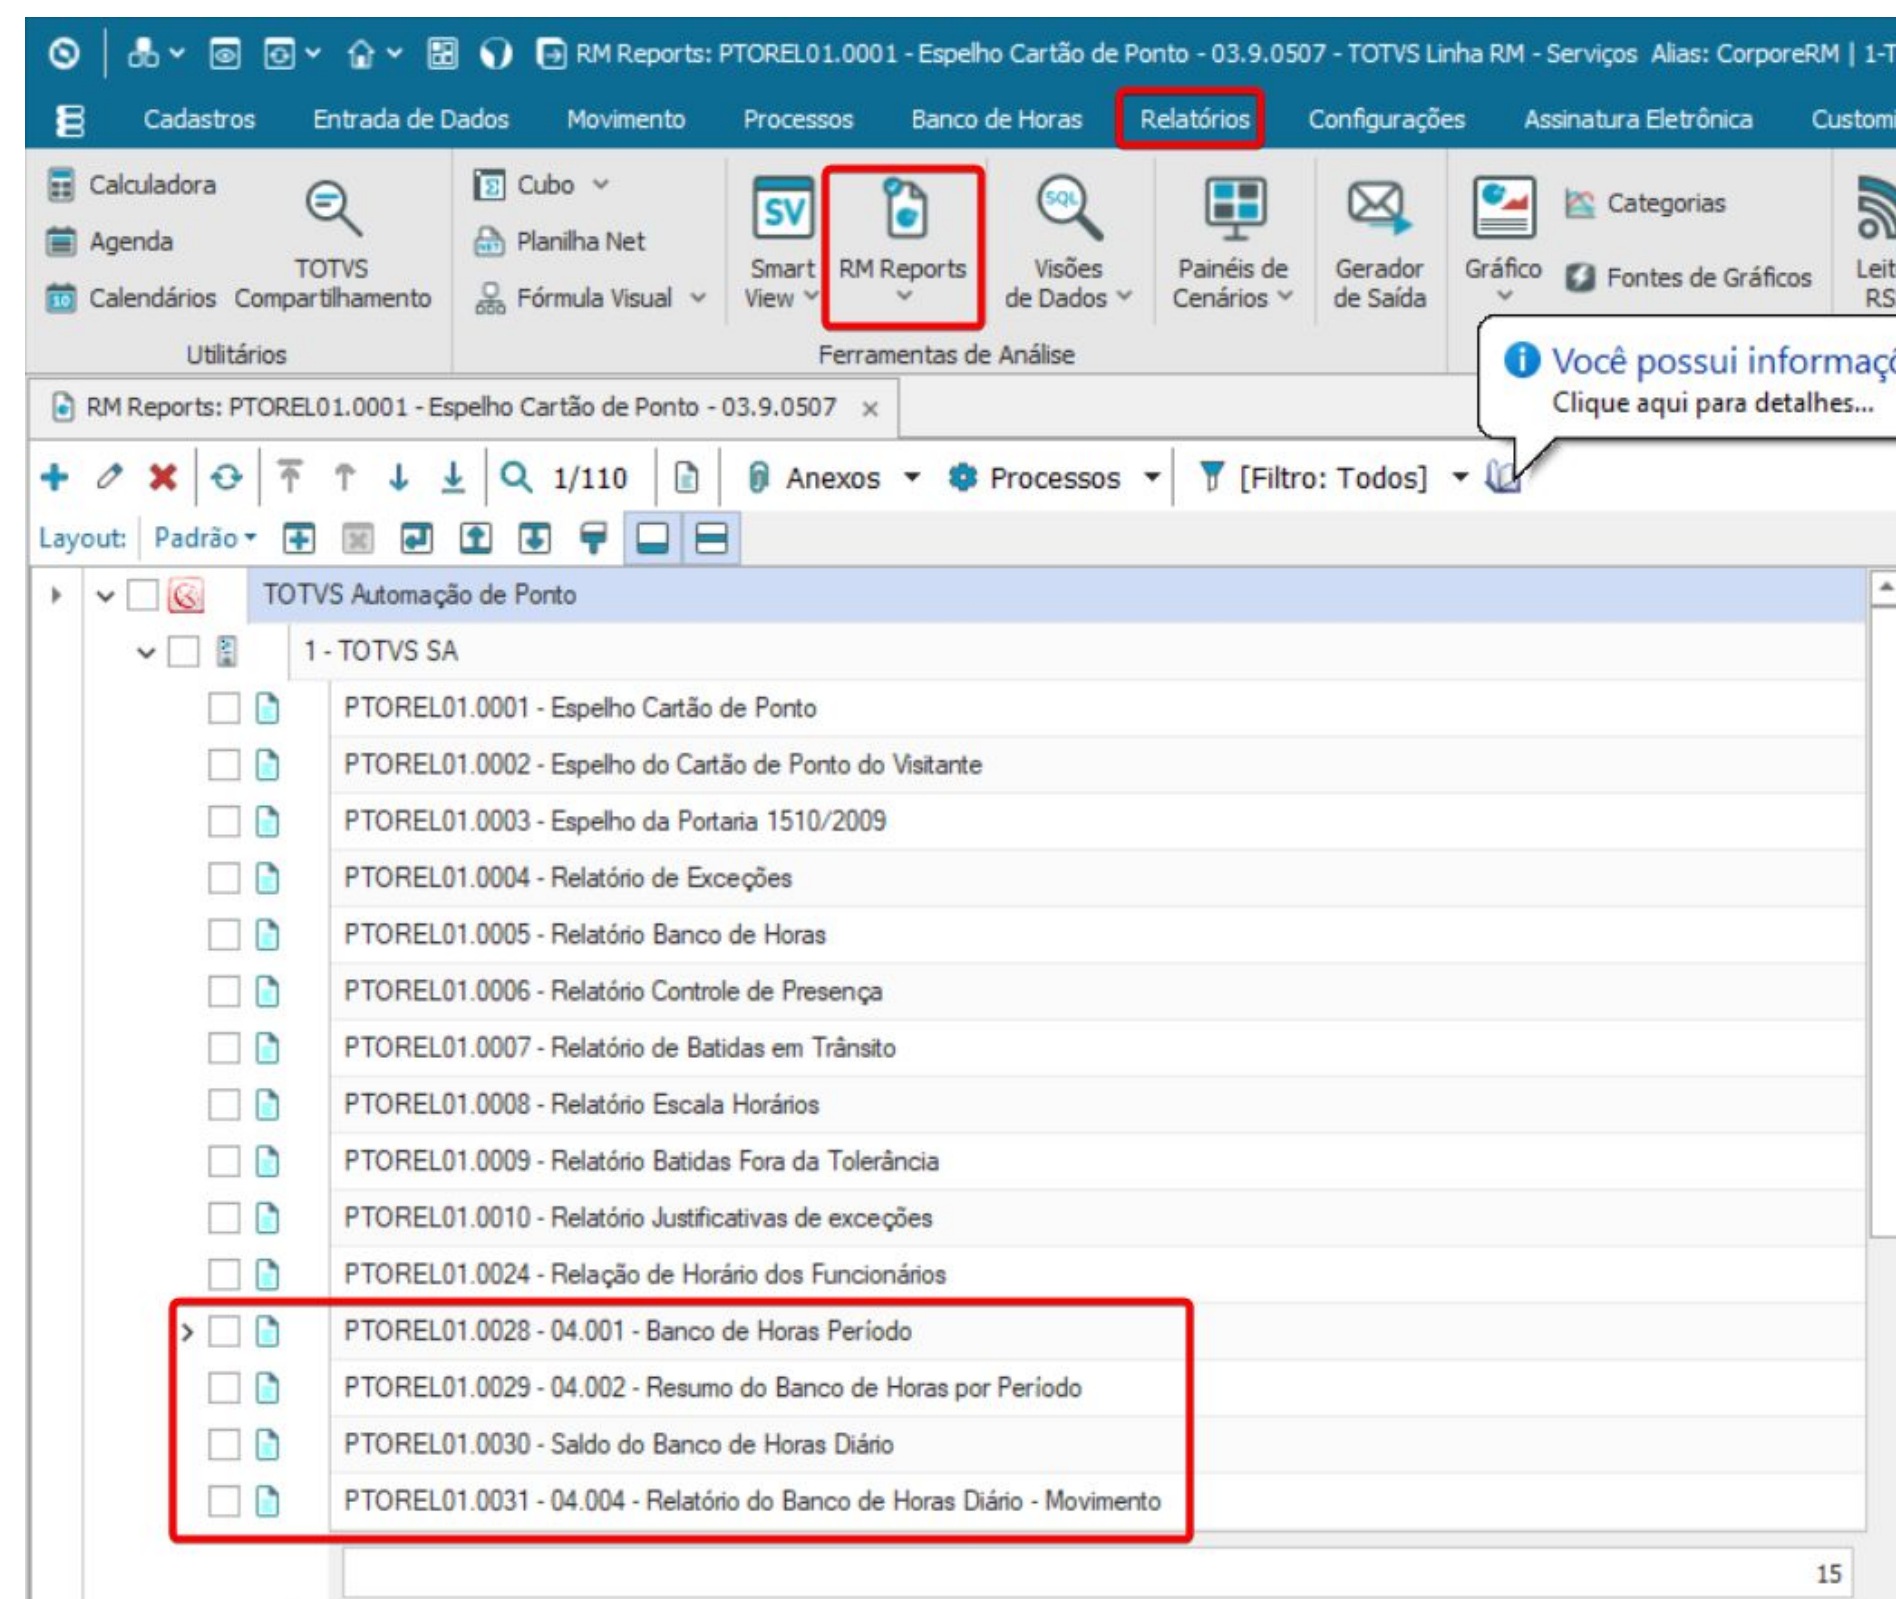 RM Reports: PTOREL01.0001 - Espelho Cartão de Ponto - 03.9.0507 - TOTVS Linha RM - Serviços Alias: CorporeRM | 1-T
Cadastros Entrada de Dados Movimento Processos Banco de Horas Relatórios Configurações Assinatura Eletrônica Customi
Calculadora
Agenda
Calendários
TOTVS
Compartilhamento
Utilitários
Cubo
Planilha Net
Fórmula Visual
SV
Smart
View
RM Reports
SQL
Visões
de Dados
Painéis de
Cenários
Gerador
de Saída
Ferramentas de Análise
Gráfico
Categorias
Fontes de Gráficos
Leit
RS
Você possui informaç
Clique aqui para detalhes...
RM Reports: PTOREL01.0001 - Espelho Cartão de Ponto - 03.9.0507
1/110 Anexos Processos [Filtro: Todos]
Layout: Padrão
TOTVS Automação de Ponto
1 - TOTVS SA
PTOREL01.0001 - Espelho Cartão de Ponto
PTOREL01.0002 - Espelho do Cartão de Ponto do Visitante
PTOREL01.0003 - Espelho da Portaria 1510/2009
PTOREL01.0004 - Relatório de Exceções
PTOREL01.0005 - Relatório Banco de Horas
PTOREL01.0006 - Relatório Controle de Presença
PTOREL01.0007 - Relatório de Batidas em Trânsito
PTOREL01.0008 - Relatório Escala Horários
PTOREL01.0009 - Relatório Batidas Fora da Tolerância
PTOREL01.0010 - Relatório Justificativas de exceções
PTOREL01.0024 - Relação de Horário dos Funcionários
PTOREL01.0028 - 04.001 - Banco de Horas Período
PTOREL01.0029 - 04.002 - Resumo do Banco de Horas por Período
PTOREL01.0030 - Saldo do Banco de Horas Diário
PTOREL01.0031 - 04.004 - Relatório do Banco de Horas Diário - Movimento
15